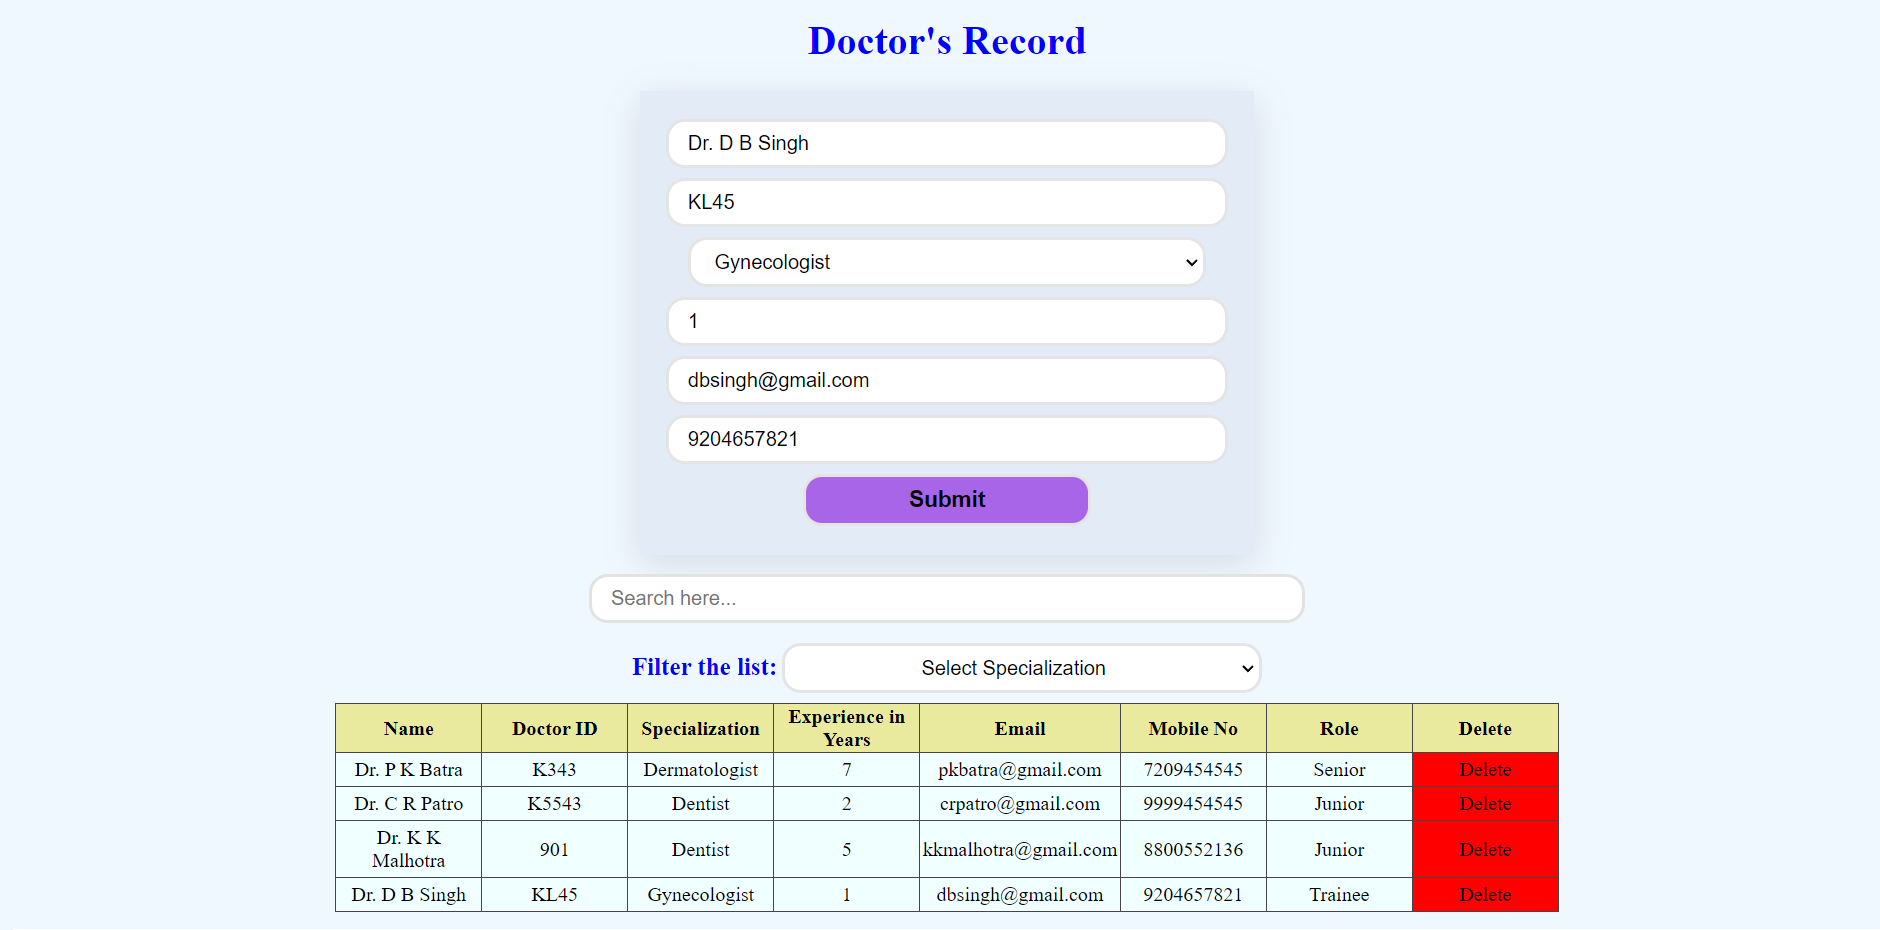 Doctor's Record
Dr. D B Singh
KL45
Gynecologist
1
dbsingh@gmail.com
9204657821
Submit
Search here...
Filter the list: Select Specialization
Name Doctor ID Specialization Experience in Years Email Mobile No Role Delete
Dr. P K Batra K343 Dermatologist 7 pkbatra@gmail.com 7209454545 Senior Delete
Dr. C R Patro K5543 Dentist 2 crpatro@gmail.com 9999454545 Junior Delete
Dr. K K Malhotra 901 Dentist 5 kkmalhotra@gmail.com 8800552136 Junior Delete
Dr. D B Singh KL45 Gynecologist 1 dbsingh@gmail.com 9204657821 Trainee Delete